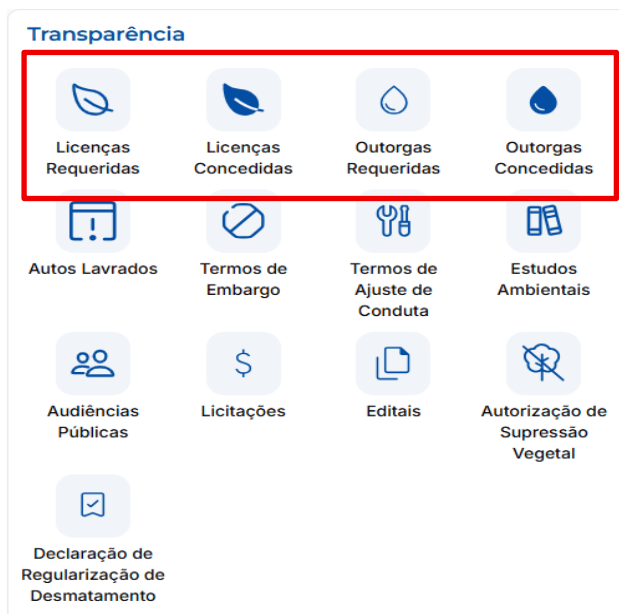 Transparência
Licenças
Requeridas
Licenças
Concedidas
Outorgas
Requeridas
Outorgas
Concedidas
Autos Lavrados
Termos de
Embargo
Termos de
Ajuste de
Conduta
Estudos
Ambientais
Audiências
Públicas
Licitações
Editais
Autorização de
Supressão
Vegetal
Declaração de
Regularização de
Desmatamento